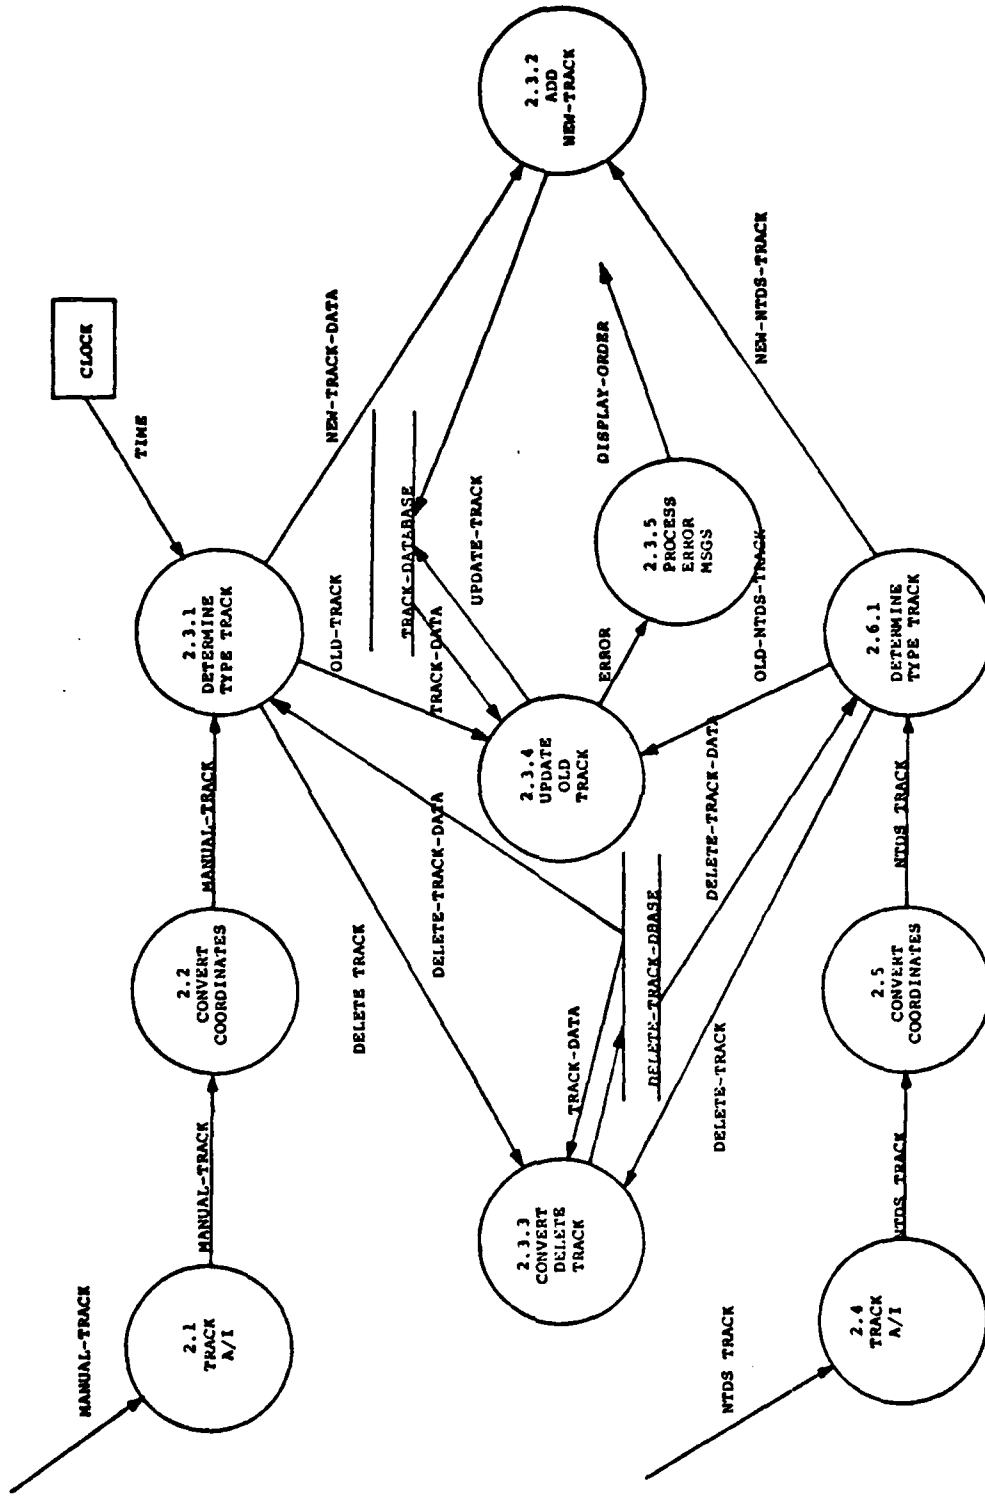 MANUAL-TRACK
2.1
TRACK
A/I
MANUAL-TRACK
2.2
CONVERT
COORDINATES
MANUAL-TRACK
2.3.1
DETERMINE
TYPE TRACK
TIME
CLOCK
DELETE TRACK
DELETE-TRACK-DATA
OLD-TRACK
NEW-TRACK-DATA
TRACK-DATA
TRACK-DATABASE
UPDATE-TRACK
2.3.3
CONVERT
DELETE
TRACK
TRACK-DATA
DELETE-TRACK-DBASE
2.3.4
UPDATE
OLD
TRACK
ERROR
2.3.5
PROCESS
ERROR
MSGS
DISPLAY-ORDER
2.3.2
ADD
NEW-TRACK
DELETE-TRACK
DELETE-TRACK-DATA
OLD-NTDS-TRACK
NEW-NTDS-TRACK
NTDS TRACK
2.4
TRACK
A/I
NTDS TRACK
2.5
CONVERT
COORDINATES
NTDS TRACK
2.6.1
DETERMINE
TYPE TRACK